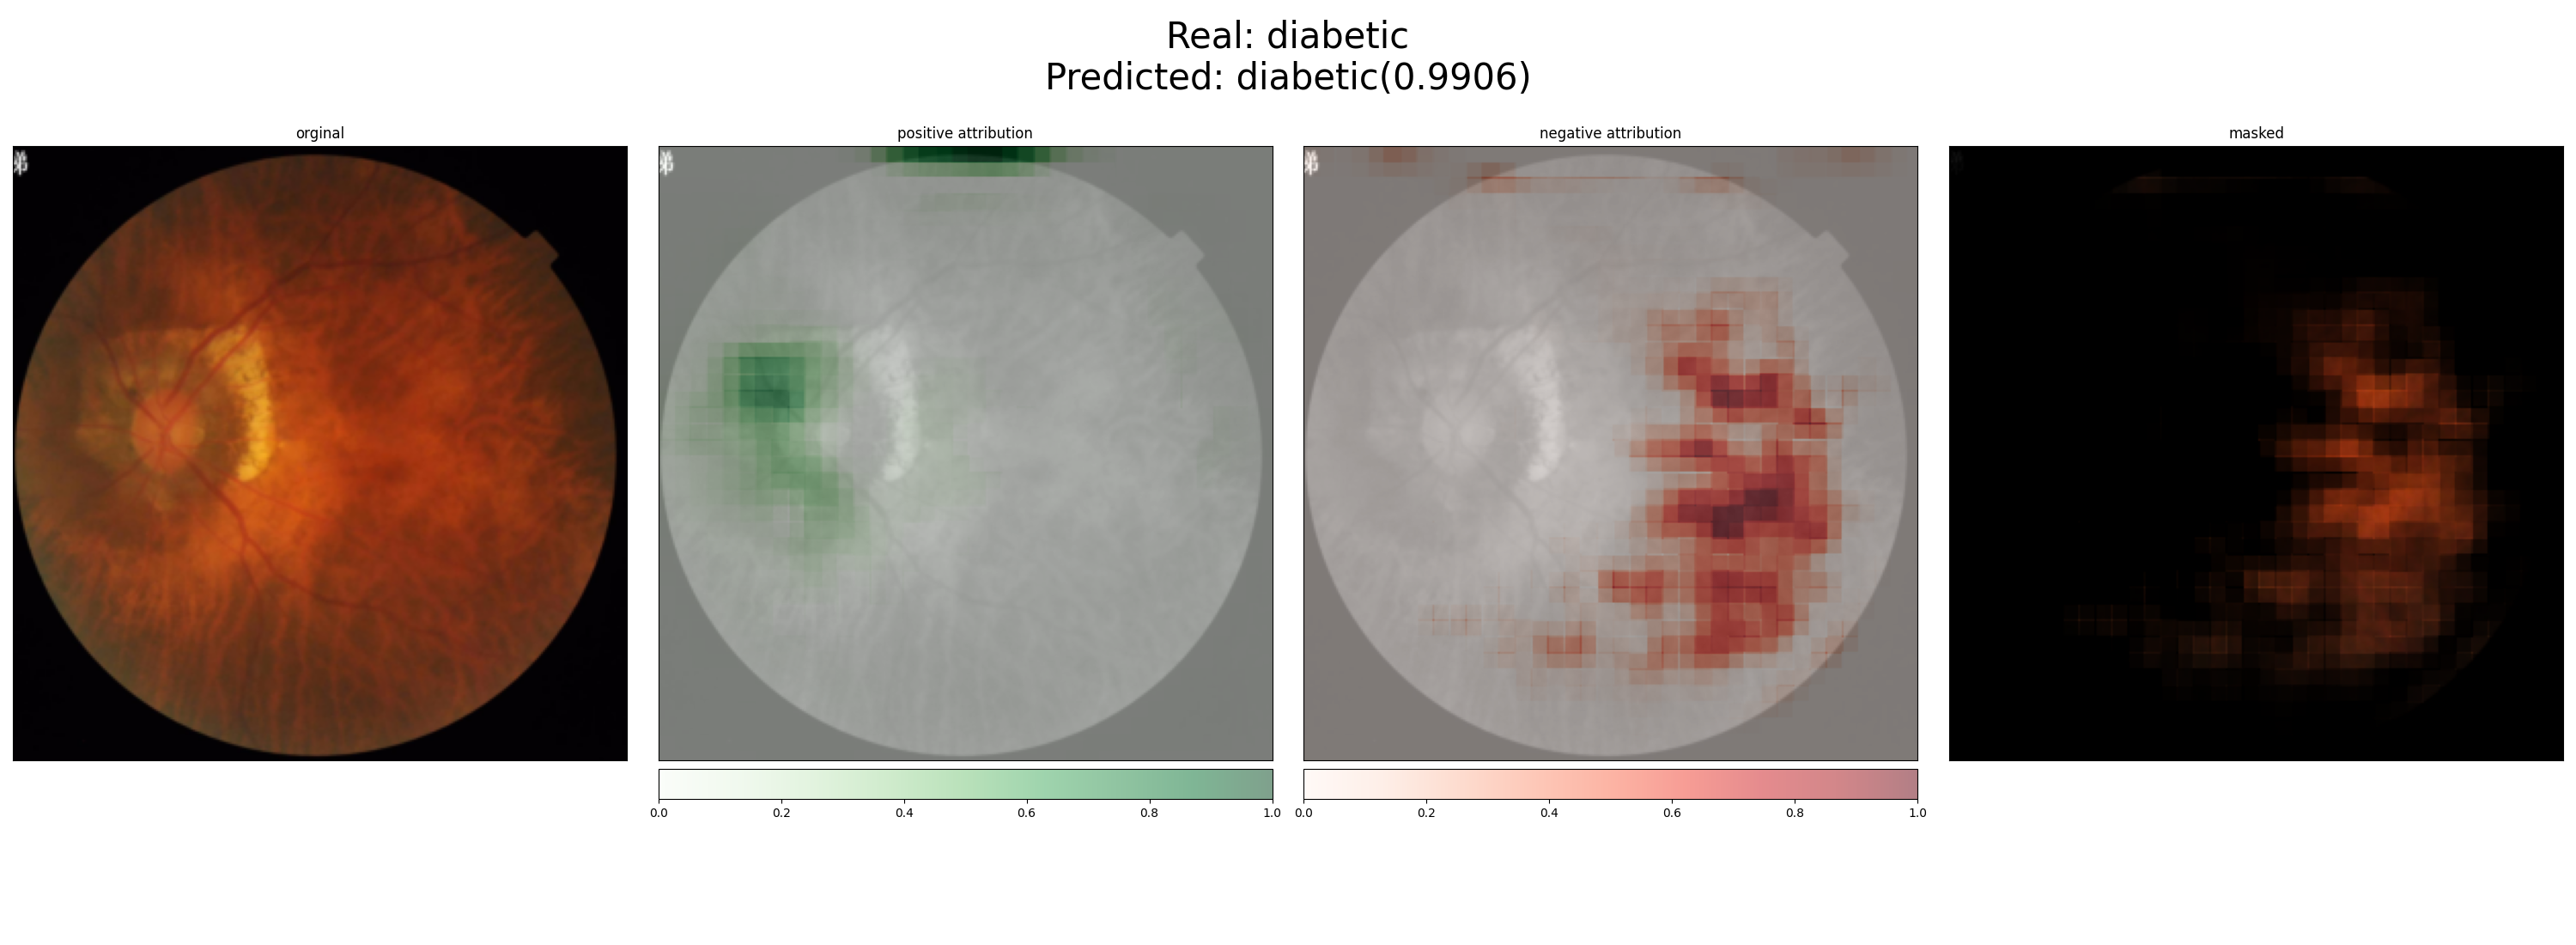 Real: diabetic
Predicted: diabetic(0.9906)
orginal
positive attribution
negative attribution
masked
0.0 0.2 0.4 0.6 0.8 1.0
0.0 0.2 0.4 0.6 0.8 1.0